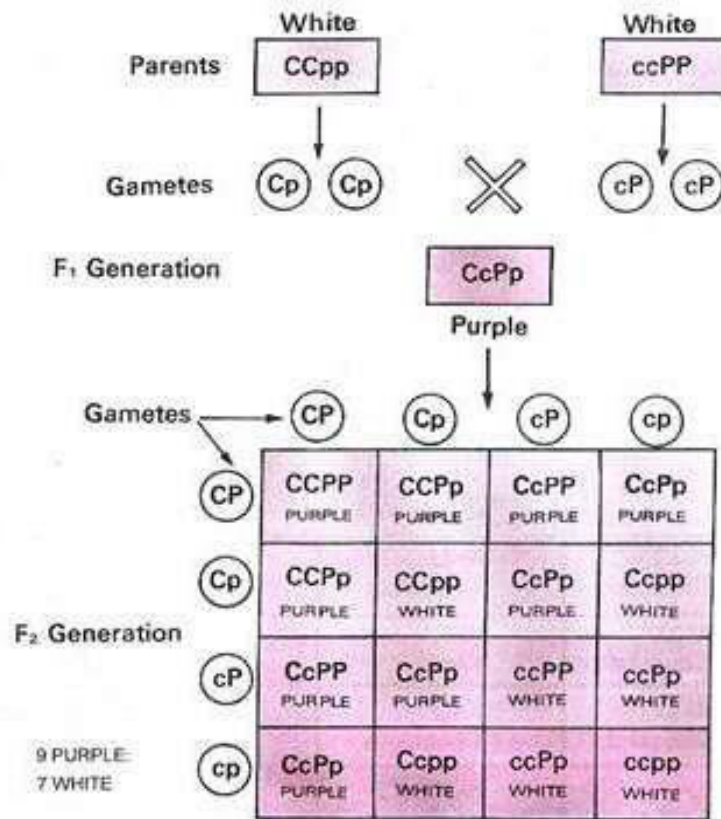 White White
Parents CCpp ccPP
Gametes Cp Cp cP cP
F₁ Generation CcPp
Purple
Gametes CP Cp cP cp
CP CCPP CCPp CcPP CcPp
PURPLE PURPLE PURPLE PURPLE
Cp CCPp CCpp CcPp Ccpp
PURPLE WHITE PURPLE WHITE
F₂ Generation
cP CcPP CcPp ccPP ccPp
PURPLE PURPLE WHITE WHITE
9 PURPLE:
7 WHITE
cp CcPp Ccpp ccPp ccpp
PURPLE WHITE WHITE WHITE